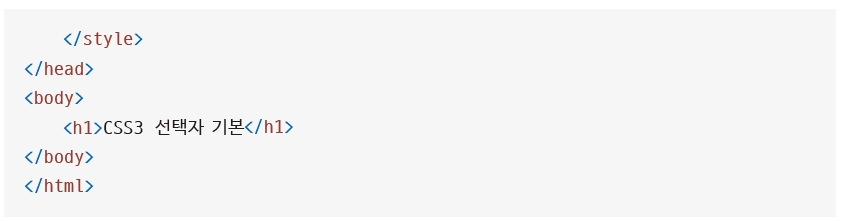 </style>
</head>
<body>
<h1>CSS3 선택자 기본</h1>
</body>
</html>